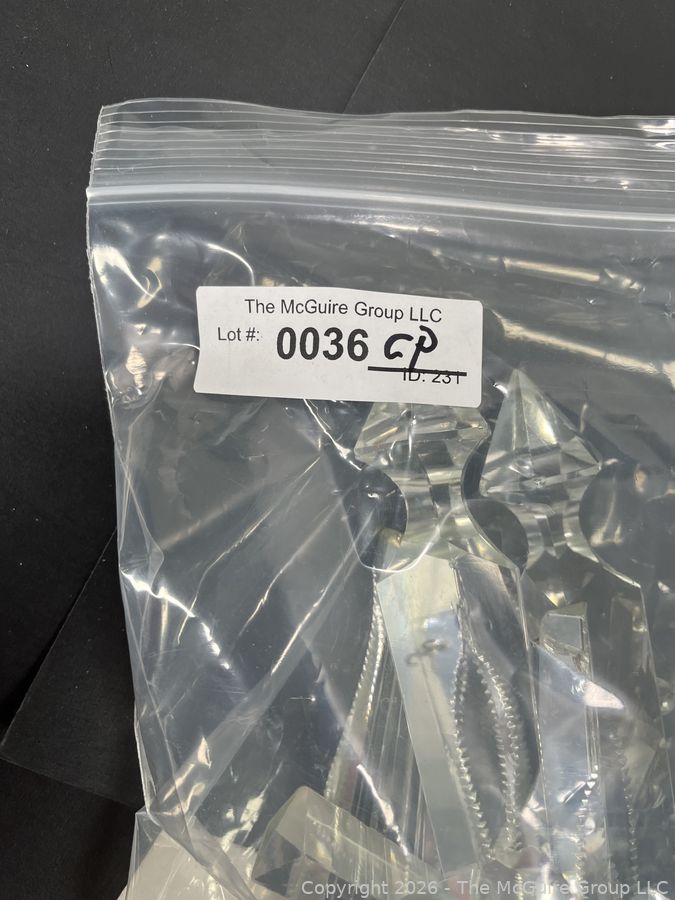 The McGuire Group LLC
Lot #: 0036 CP
ID: 231
Copyright 2026 - The McGuire Group LLC